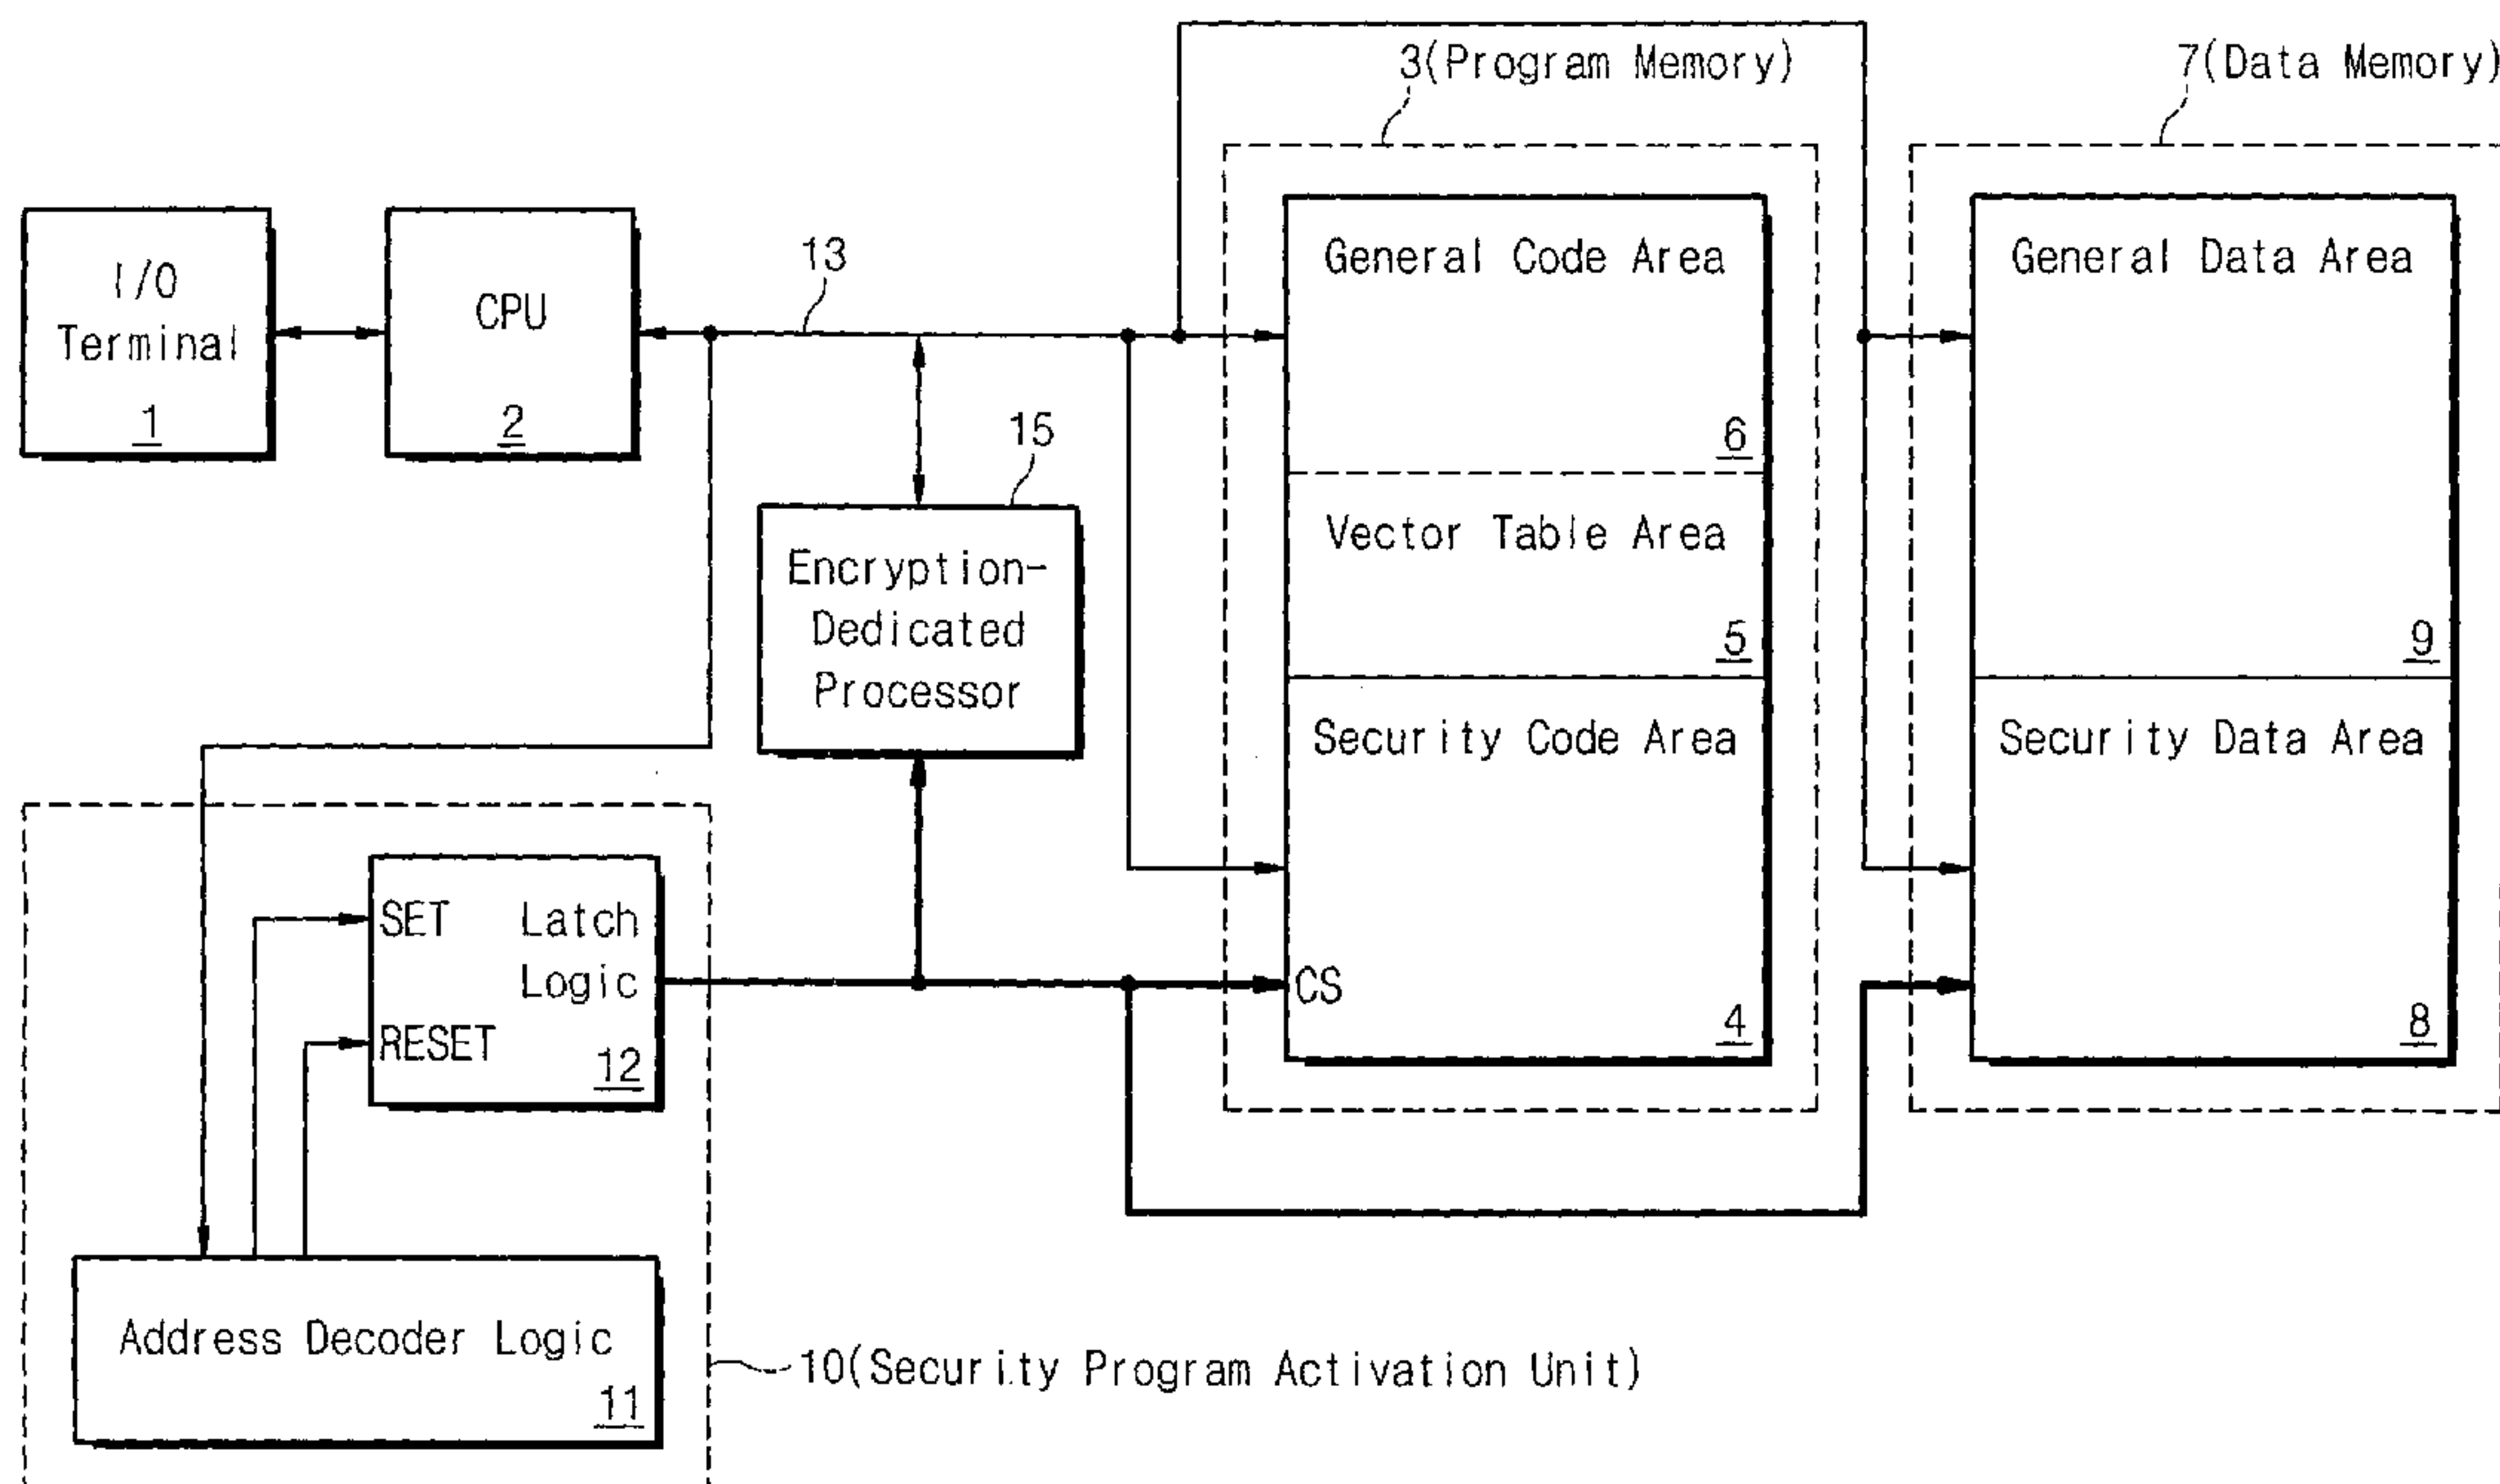 3(Program Memory)
7(Data Memory)
I/O
Terminal
1
CPU
2
13
General Code Area
6
General Data Area
9
15
Encryption-
Dedicated
Processor
Vector Table Area
5
Security Code Area
CS
4
Security Data Area
8
SET
Latch
Logic
RESET
12
Address Decoder Logic
11
10(Security Program Activation Unit)